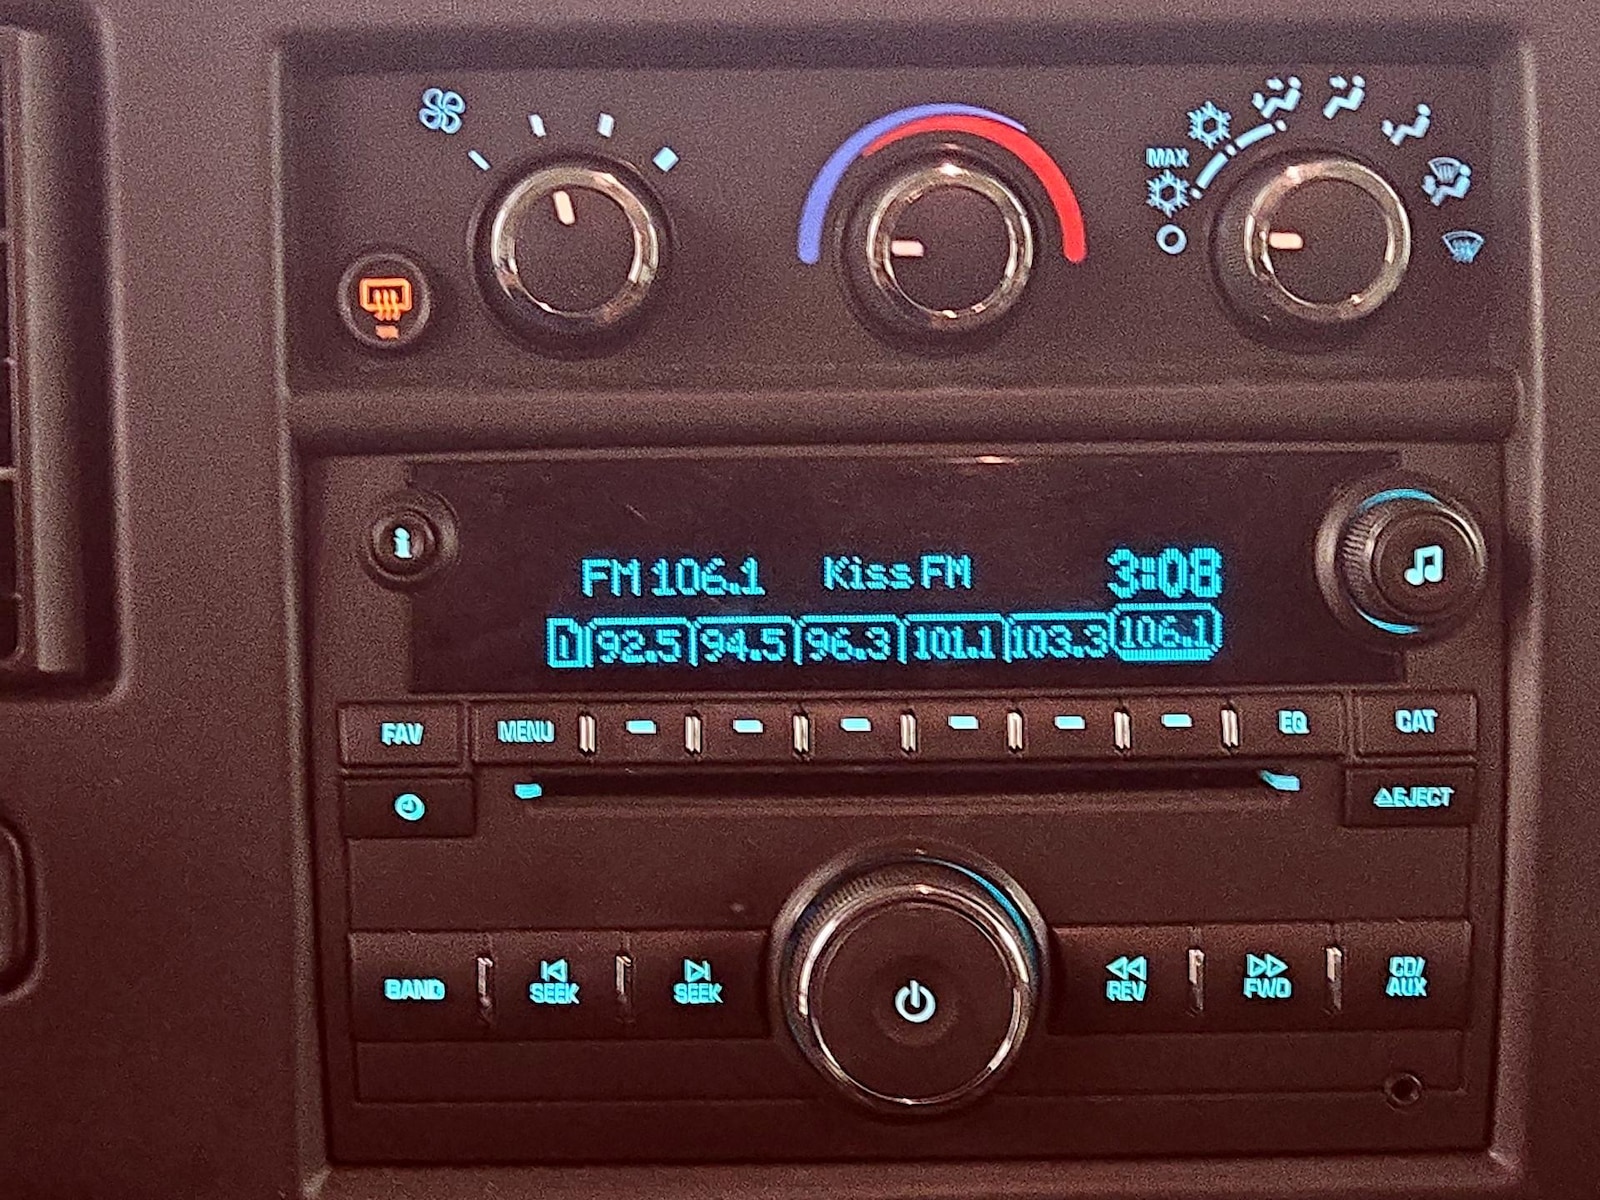 MAX
FM 106.1 Kiss FM 3:08
1 92.5 94.5 96.3 101.1 103.3 106.1
FAV MENU EQ CAT
EJECT
BAND SEEK SEEK REV FWD CD/
AUX